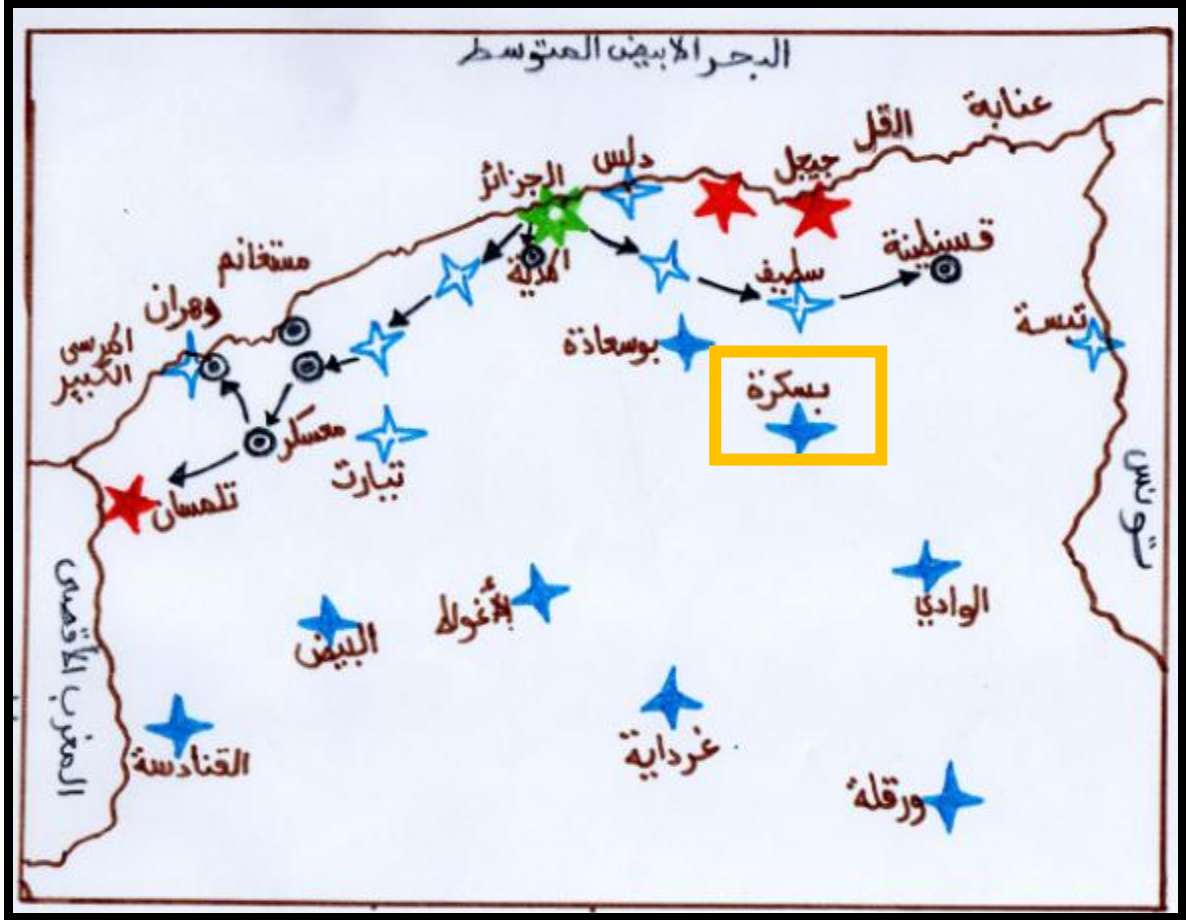 البحر الأبيض المتوسط
عنابة
القل
جيجل
دلس
الجزائر
قسنطينة
سطيف
المدية
مستغانم
وهران
المرسى
الكبير
تبسة
بوسعادة
بسكرة
معسكر
تيارت
تلمسان
تونس
الوادي
الأغواط
البيض
المغرب الأقصى
غرداية
القنادسة
ورقلة